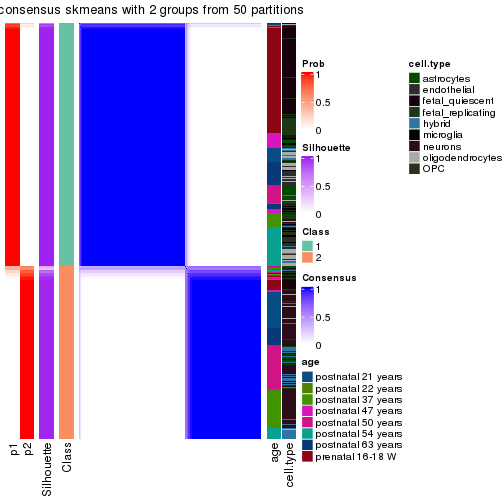 consensus skmeans with 2 groups from 50 partitions
Prob
1
0.5
0
Silhouette
1
0.5
0
Class
1
2
Consensus
1
0.5
0
age
postnatal 21 years
postnatal 22 years
postnatal 37 years
postnatal 47 years
postnatal 50 years
postnatal 54 years
postnatal 63 years
prenatal 16-18 W
cell.type
astrocytes
endothelial
fetal_quiescent
fetal_replicating
hybrid
microglia
neurons
oligodendrocytes
OPC
p1
p2
Silhouette
Class
age
cell.type